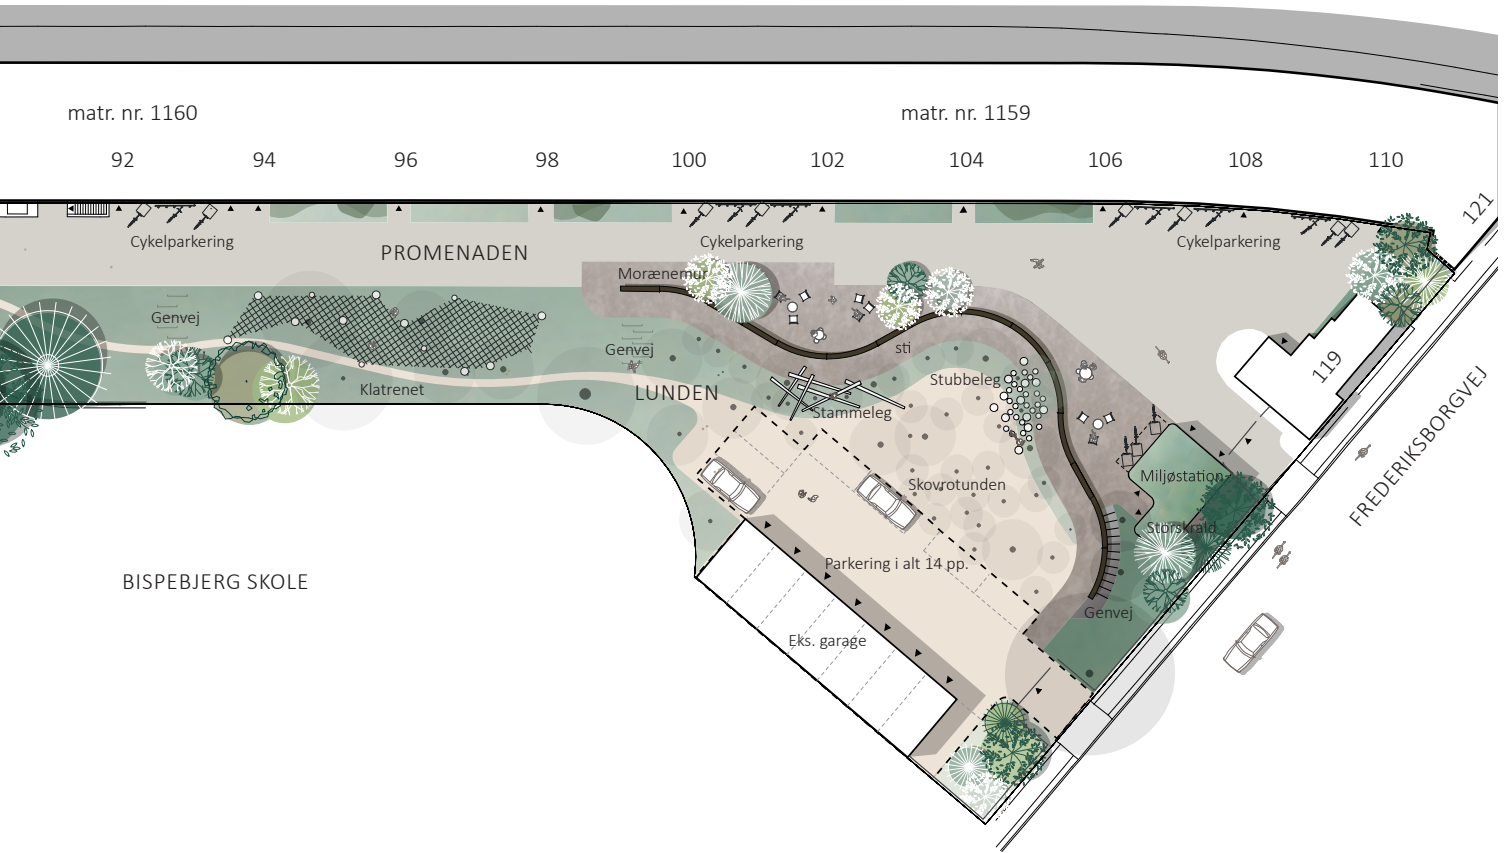 matr. nr. 1160
matr. nr. 1159
92
94
96
98
100
102
104
106
108
110
121
Cykelparkering
PROMENADEN
Cykelparkering
Cykelparkering
Morænemur
Genvej
Genvej
sti
Klatrenet
LUNDEN
Stubbeleg
Stammeleg
119
FREDERIKSBORGVEJ
Skovrotunden
Miljøstation
Storskrald
Parkering i alt 14 pp.
BISPEBJERG SKOLE
Genvej
Eks. garage